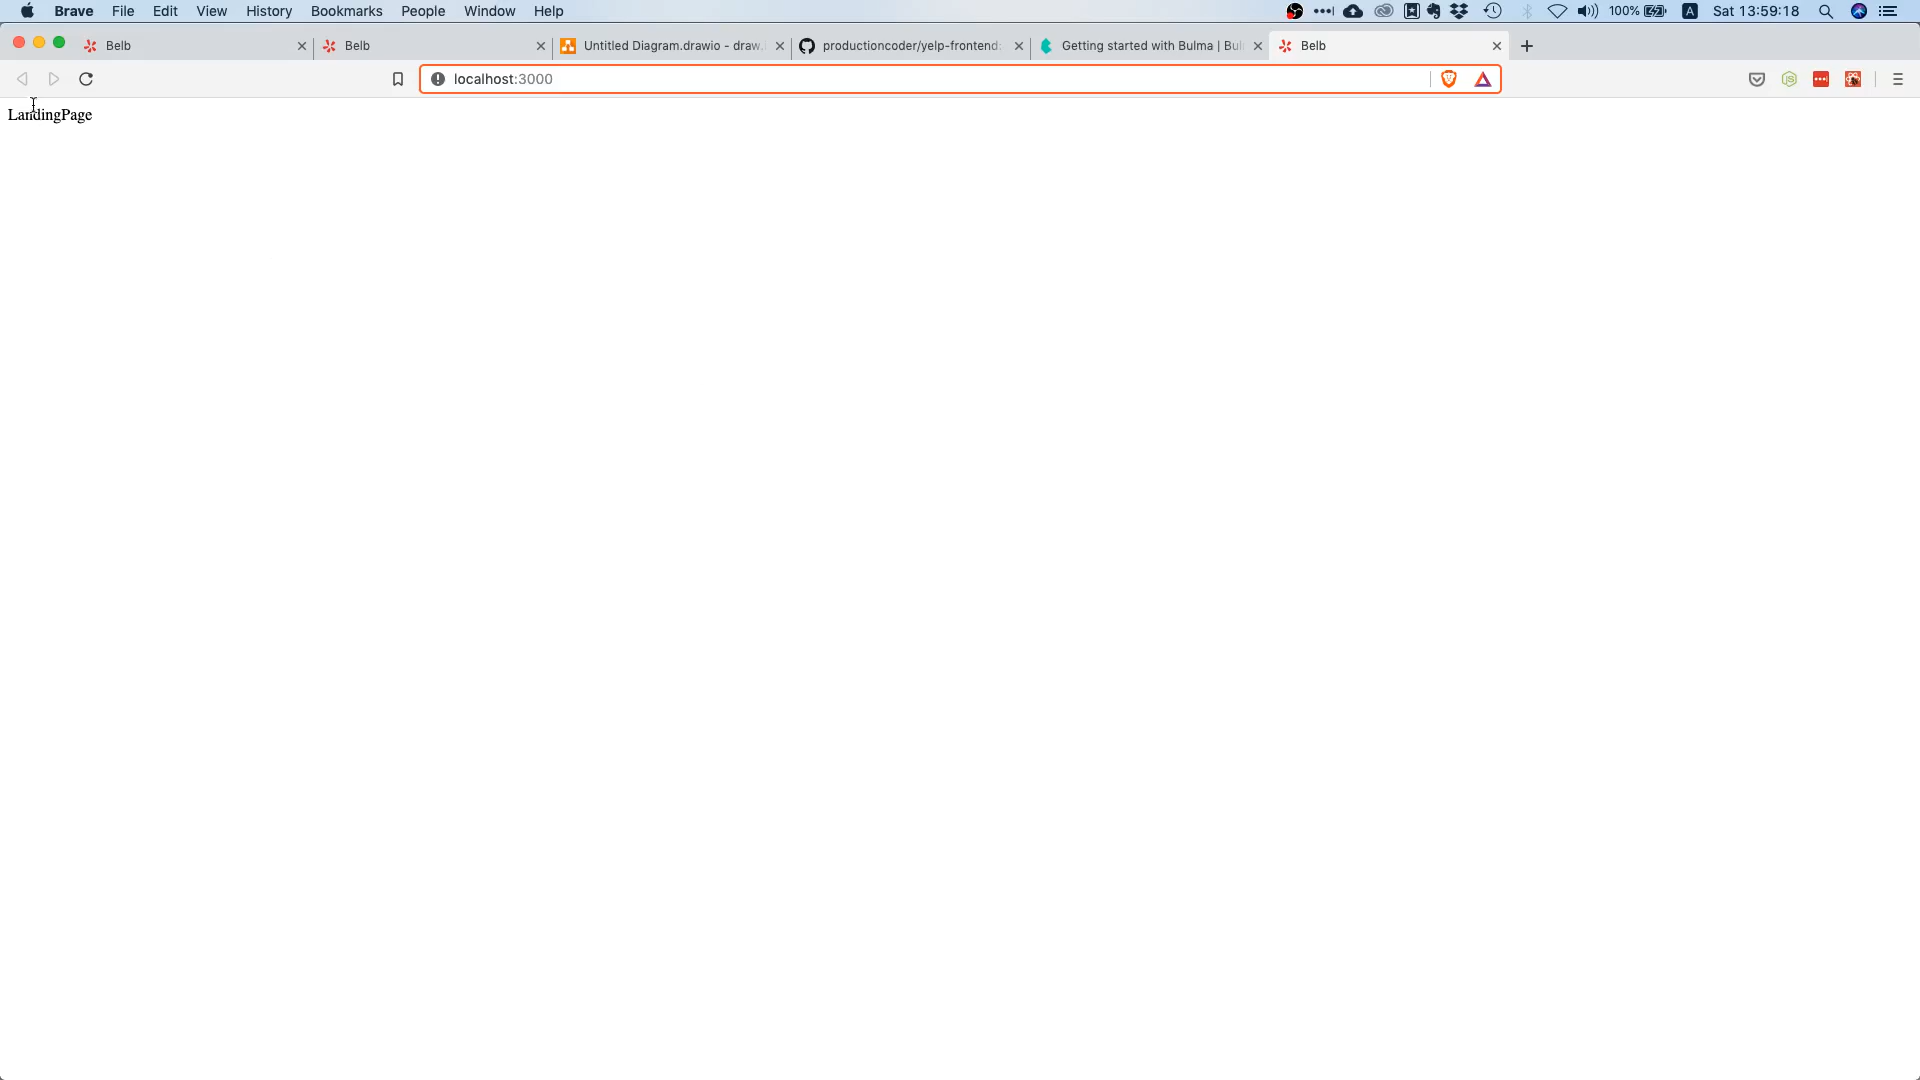 Brave File Edit View History Bookmarks People Window Help 100% A Sat 13:59:18
Belb Belb Untitled Diagram.drawio - draw. productioncoder/yelp-frontend: Getting started with Bulma | Bul Belb
localhost:3000
LandingPage